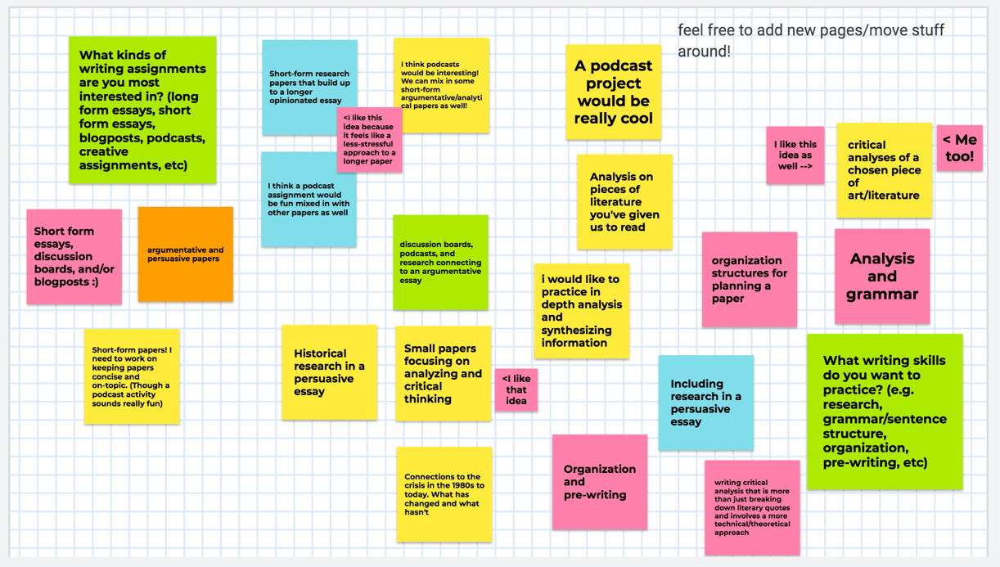 feel free to add new pages/move stuff
around!
What kinds of
writing assignments
are you most
interested in? (long
form essays, short
form essays,
blogposts, podcasts,
creative
assignments, etc)
Short-form research
papers that build up
to a longer
opinionated essay
I think podcasts
would be interesting!
We can mix in some
short-form
argumentative/analyti
cal papers as well!
<I like this
idea because
it feels like a
less-stressful
approach to a
longer paper
I think a podcast
assignment would
be fun mixed in with
other papers as well
A podcast
project
would be
really cool
I like this
idea as
well -->
critical
analyses of a
chosen piece
of
art/literature
< Me
too!
Analysis on
pieces of
literature
you've given
us to read
Short form
essays,
discussion
boards, and/or
blogposts :)
argumentative and
persuasive papers
discussion boards,
podcasts, and
research connecting
to an argumentative
essay
organization
structures for
planning a
paper
Analysis
and
grammar
i would like to
practice in
depth analysis
and
synthesizing
information
Short-form papers! I
need to work on
keeping papers
concise and
on-topic. (Though a
podcast activity
sounds really fun)
Historical
research in a
persuasive
essay
Small papers
focusing on
analyzing and
critical
thinking
<I like
that
idea
Including
research in a
persuasive
essay
What writing skills
do you want to
practice? (e.g.
research,
grammar/sentence
structure,
organization,
pre-writing, etc)
Connections to the
crisis in the 1980s to
today. What has
changed and what
hasn't
Organization
and
pre-writing
writing critical
analysis that is more
than just breaking
down literary quotes
and involves a more
technical/theoretical
approach